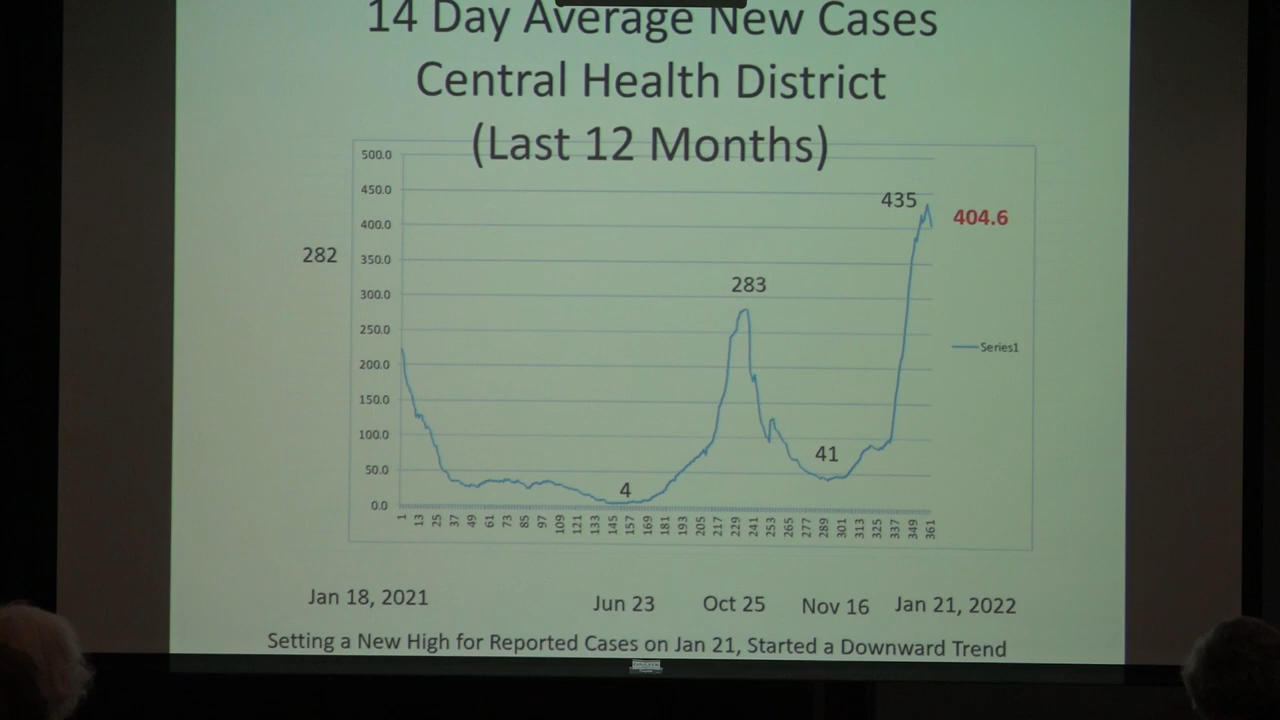 14 Day Average New Cases
Central Health District
(Last 12 Months)
500.0
450.0
400.0
350.0
300.0
250.0
200.0
150.0
100.0
50.0
0.0
282
4
283
41
435
404.6
Series1
1 13 25 37 49 61 73 85 97 109 121 133 145 157 169 181 193 205 217 229 241 253 265 277 289 301 313 325 337 349 361
Jan 18, 2021 Jun 23 Oct 25 Nov 16 Jan 21, 2022
Setting a New High for Reported Cases on Jan 21, Started a Downward Trend